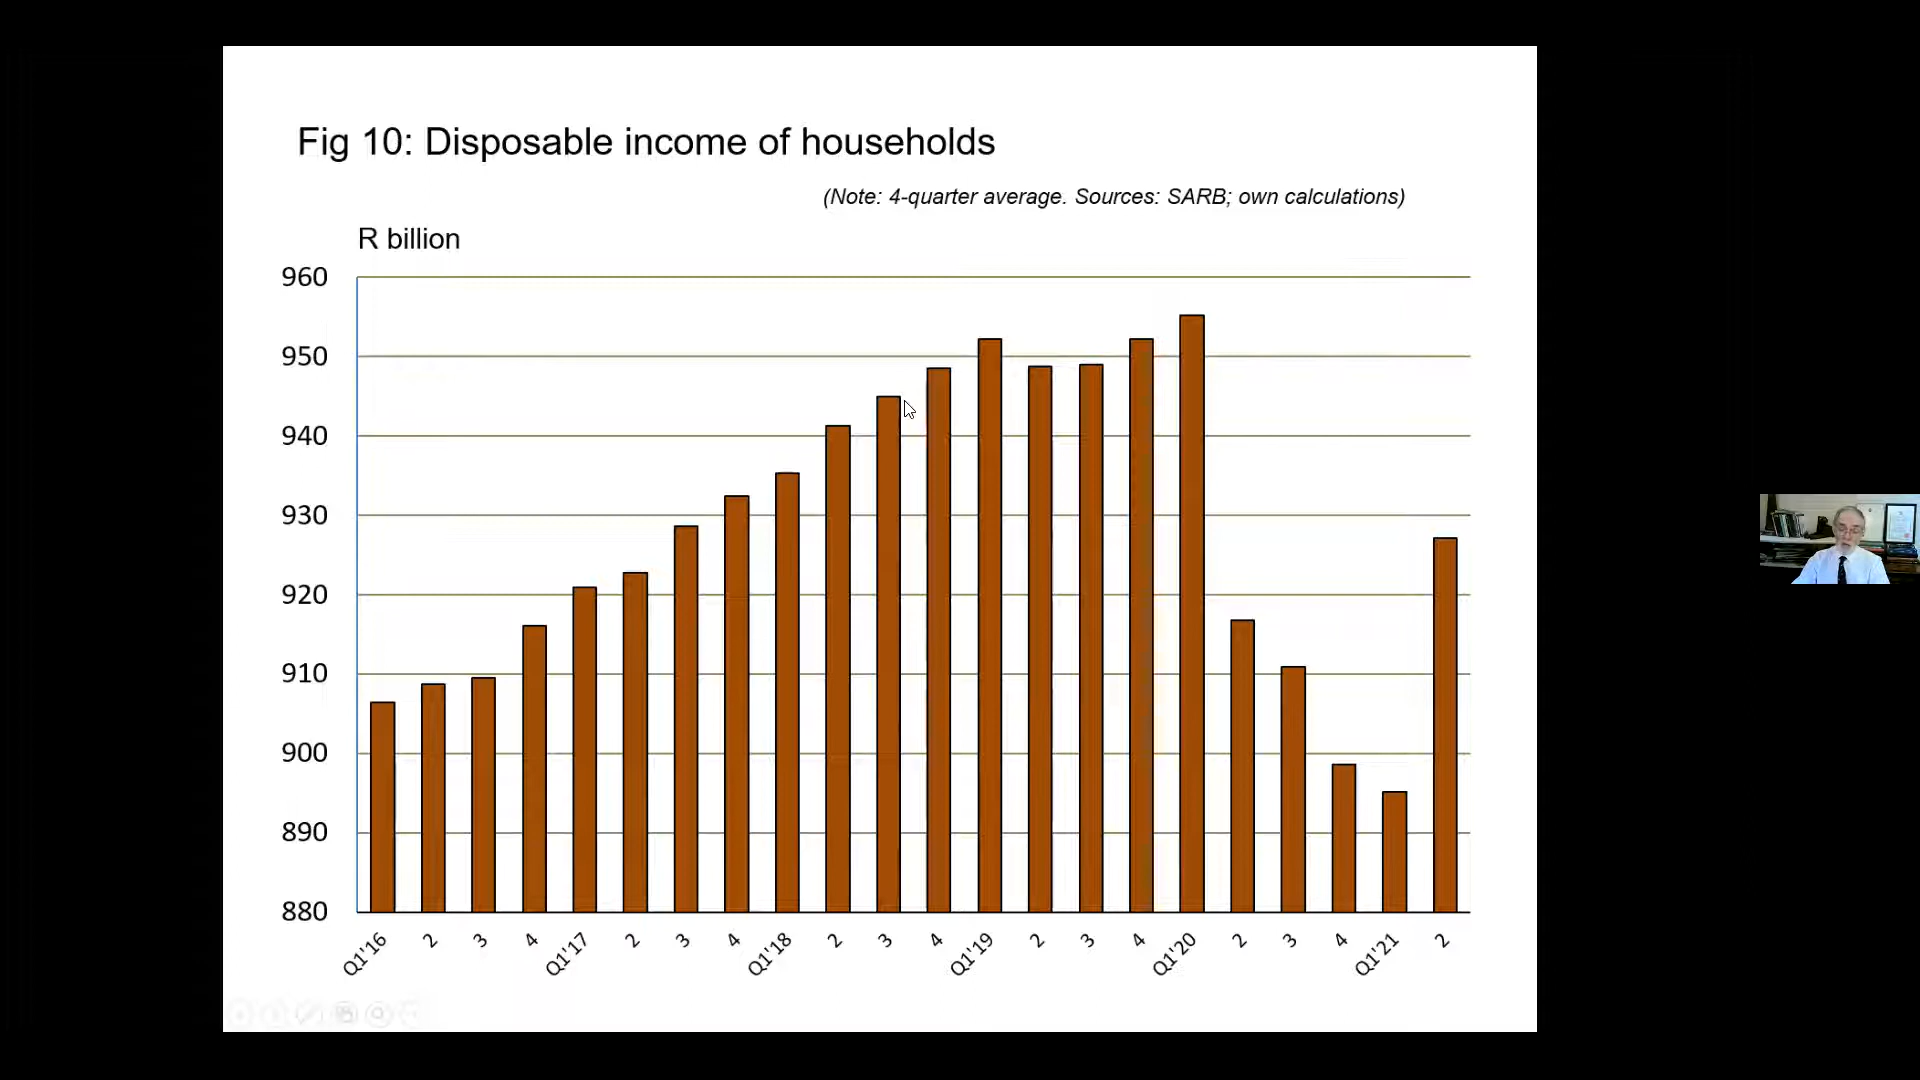 Fig 10: Disposable income of households
(Note: 4-quarter average. Sources: SARB; own calculations)
R billion
960
950
940
930
920
910
900
890
880
Q1'16 2 3 4 Q1'17 2 3 4 Q1'18 2 3 4 Q1'19 2 3 4 Q1'20 2 3 4 Q1'21 2